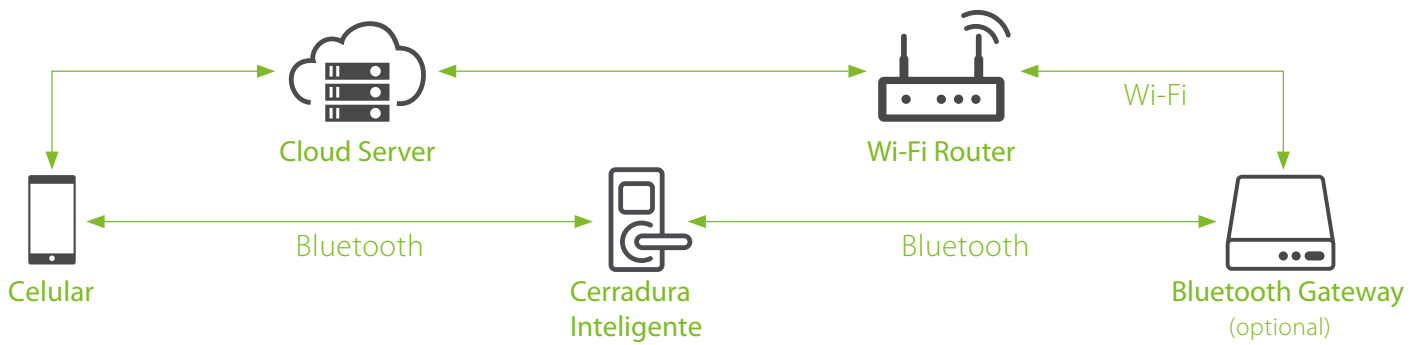 Wi-Fi
Cloud Server
Wi-Fi Router
Bluetooth
Bluetooth
Celular
Cerradura
Inteligente
Bluetooth Gateway
(optional)